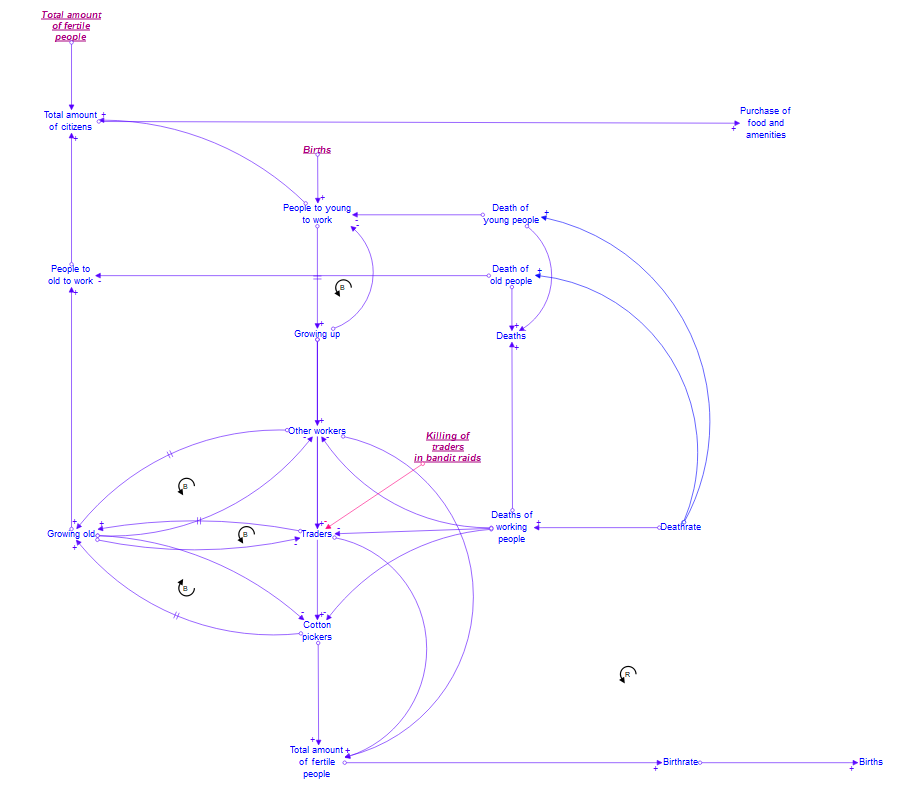 Total amount
of fertile
people
Total amount
of citizens
+
+
+
Purchase of
food and
amenities
Births
+
People to young
to work
-
-
Death of
young people
+
People to
old to work
-
+
Death of
old people
+
B
+
Growing up
+
+
Deaths
+
Other workers
-
-
Killing of
traders
in bandit raids
B
+
+
Growing old
+
B
Traders
+
-
-
-
Deaths of
working
people
+
Deathrate
B
-
+
-
Cotton
pickers
R
+
Total amount
of fertile
people
+
Birthrate
+
Births
+